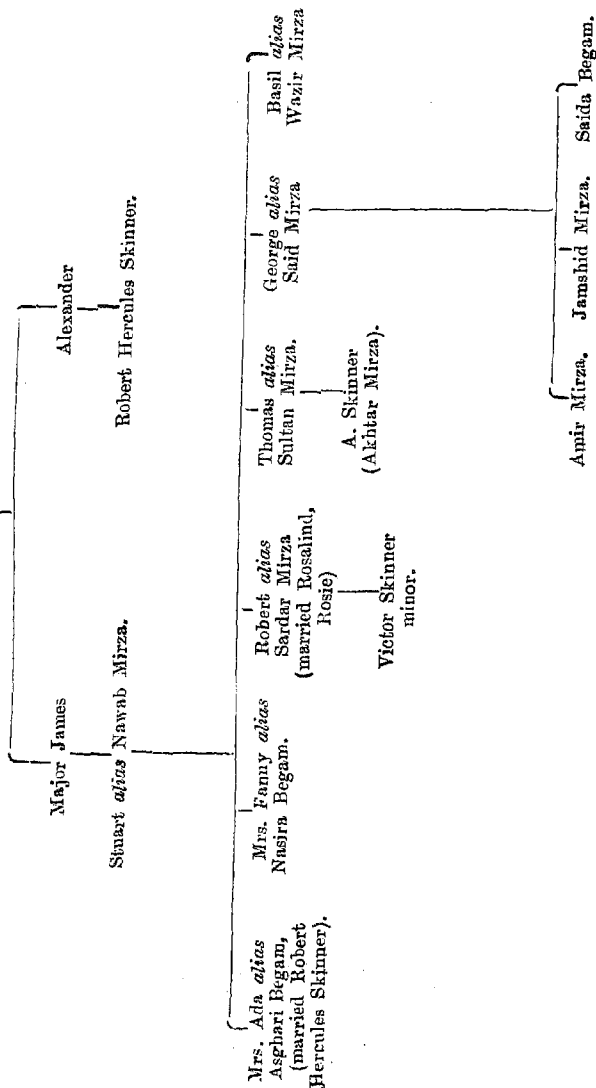 Major James
Stuart alias Nawab Mirza.
Alexander
Robert Hercules Skinner.
Mrs. Ada alias
Asghari Begam,
(married Robert
Hercules Skinner).
Mrs. Fanny alias
Nasira Begam.
Robert alias
Sardar Mirza
(married Rosalind,
Rosie)
Victor Skinner
minor.
Thomas alias
Sultan Mirza.
A. Skinner
(Akhtar Mirza).
George alias
Said Mirza
Basil alias
Wazir Mirza
Amir Mirza. Jamshid Mirza. Saida Begam.